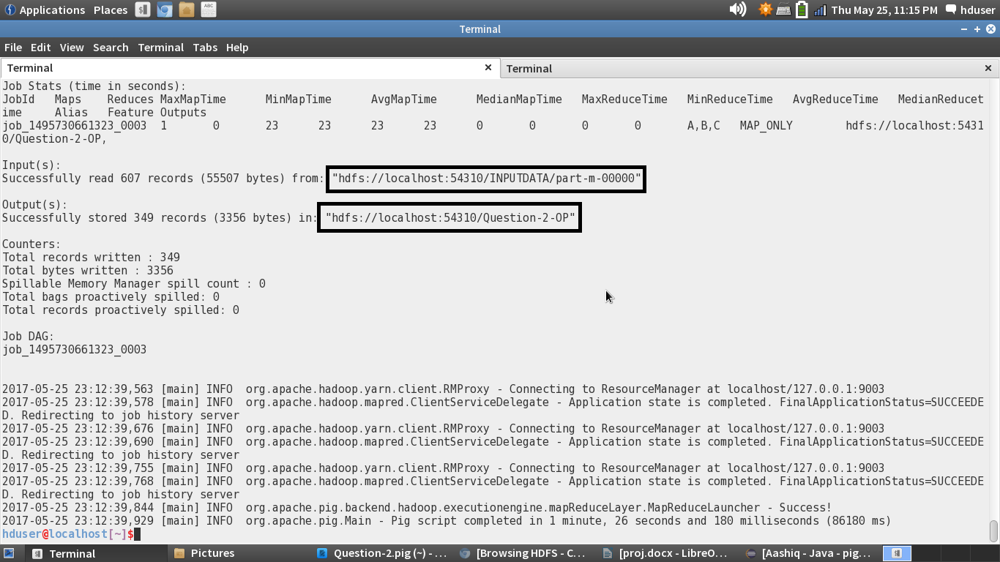 Applications Places Thu May 25, 11:15 PM hduser
Terminal
File Edit View Search Terminal Tabs Help
Terminal Terminal
Job Stats (time in seconds):
JobId Maps Reduces MaxMapTime MinMapTime AvgMapTime MedianMapTime MaxReduceTime MinReduceTime AvgReduceTime MedianReducet
ime Alias Feature Outputs
job_1495730661323_0003 1 0 23 23 23 23 0 0 0 0 A,B,C MAP_ONLY hdfs://localhost:5431
0/Question-2-OP,
Input(s):
Successfully read 607 records (55507 bytes) from: "hdfs://localhost:54310/INPUTDATA/part-m-00000"
Output(s):
Successfully stored 349 records (3356 bytes) in: "hdfs://localhost:54310/Question-2-OP"
Counters:
Total records written : 349
Total bytes written : 3356
Spillable Memory Manager spill count : 0
Total bags proactively spilled: 0
Total records proactively spilled: 0
Job DAG:
job_1495730661323_0003
2017-05-25 23:12:39,563 [main] INFO org.apache.hadoop.yarn.client.RMProxy - Connecting to ResourceManager at localhost/127.0.0.1:9003
2017-05-25 23:12:39,578 [main] INFO org.apache.hadoop.mapred.ClientServiceDelegate - Application state is completed. FinalApplicationStatus=SUCCEEDE
D. Redirecting to job history server
2017-05-25 23:12:39,676 [main] INFO org.apache.hadoop.yarn.client.RMProxy - Connecting to ResourceManager at localhost/127.0.0.1:9003
2017-05-25 23:12:39,690 [main] INFO org.apache.hadoop.mapred.ClientServiceDelegate - Application state is completed. FinalApplicationStatus=SUCCEEDE
D. Redirecting to job history server
2017-05-25 23:12:39,755 [main] INFO org.apache.hadoop.yarn.client.RMProxy - Connecting to ResourceManager at localhost/127.0.0.1:9003
2017-05-25 23:12:39,768 [main] INFO org.apache.hadoop.mapred.ClientServiceDelegate - Application state is completed. FinalApplicationStatus=SUCCEEDE
D. Redirecting to job history server
2017-05-25 23:12:39,844 [main] INFO org.apache.pig.backend.hadoop.executionengine.mapReduceLayer.MapReduceLauncher - Success!
2017-05-25 23:12:39,929 [main] INFO org.apache.pig.Main - Pig script completed in 1 minute, 26 seconds and 180 milliseconds (86180 ms)
hduser@localhost[~]$
Terminal Pictures Question-2.pig (~) - ... [Browsing HDFS - C... [proj.docx - LibreO... [Aashiq - Java - pig...